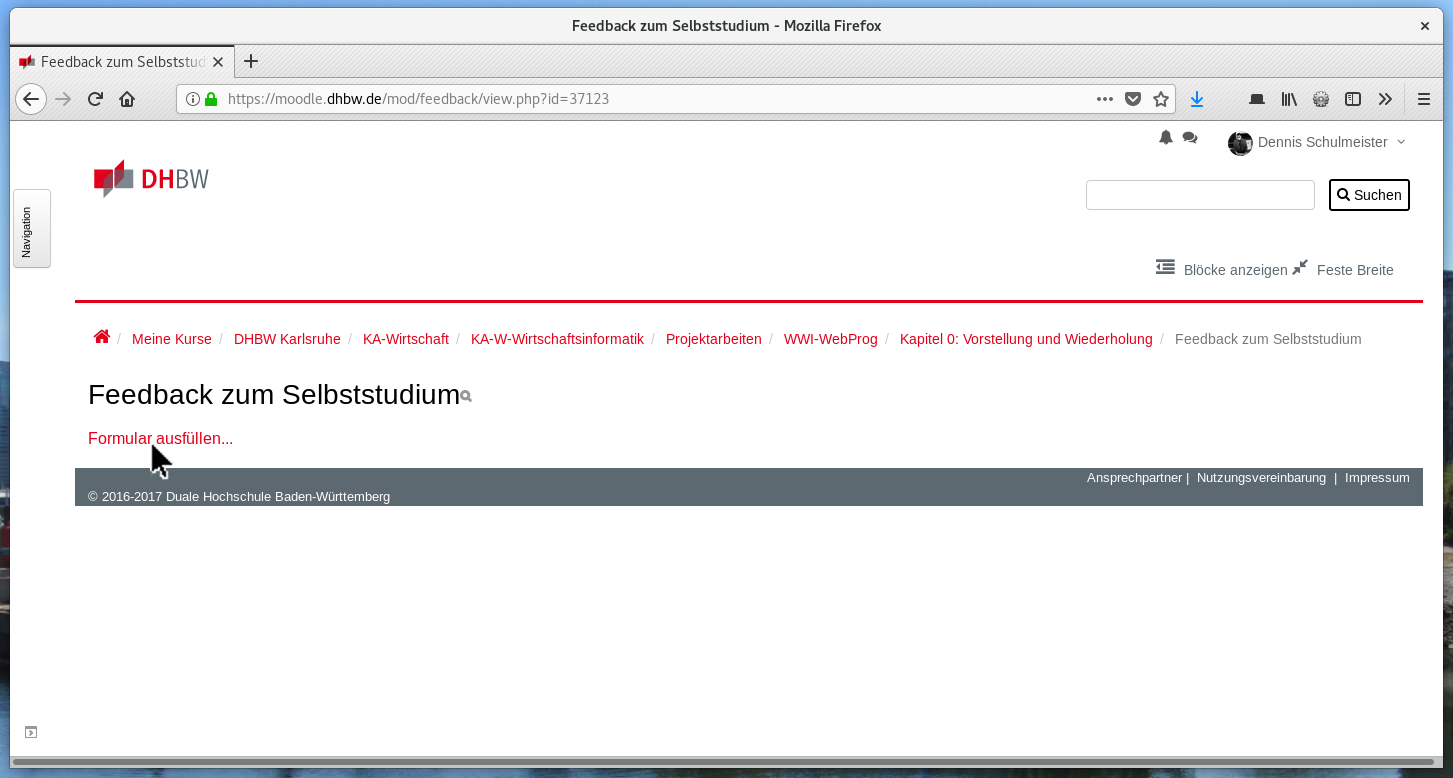 Feedback zum Selbststudium - Mozilla Firefox
Feedback zum Selbststud
https://moodle.dhbw.de/mod/feedback/view.php?id=37123
Dennis Schulmeister
DHBW
Suchen
Navigation
Blöcke anzeigen Feste Breite
/ Meine Kurse / DHBW Karlsruhe / KA-Wirtschaft / KA-W-Wirtschaftsinformatik / Projektarbeiten / WWI-WebProg / Kapitel 0: Vorstellung und Wiederholung / Feedback zum Selbststudium
Feedback zum Selbststudium
Formular ausfüllen...
Ansprechpartner | Nutzungsvereinbarung | Impressum
© 2016-2017 Duale Hochschule Baden-Württemberg